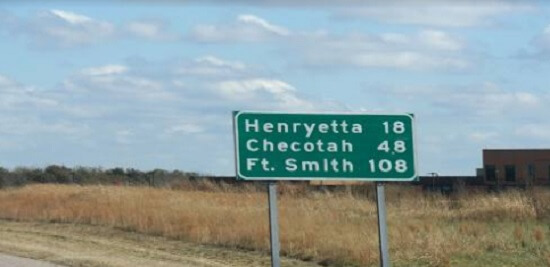 Henryetta 18
Checotah 48
Ft. Smith 108